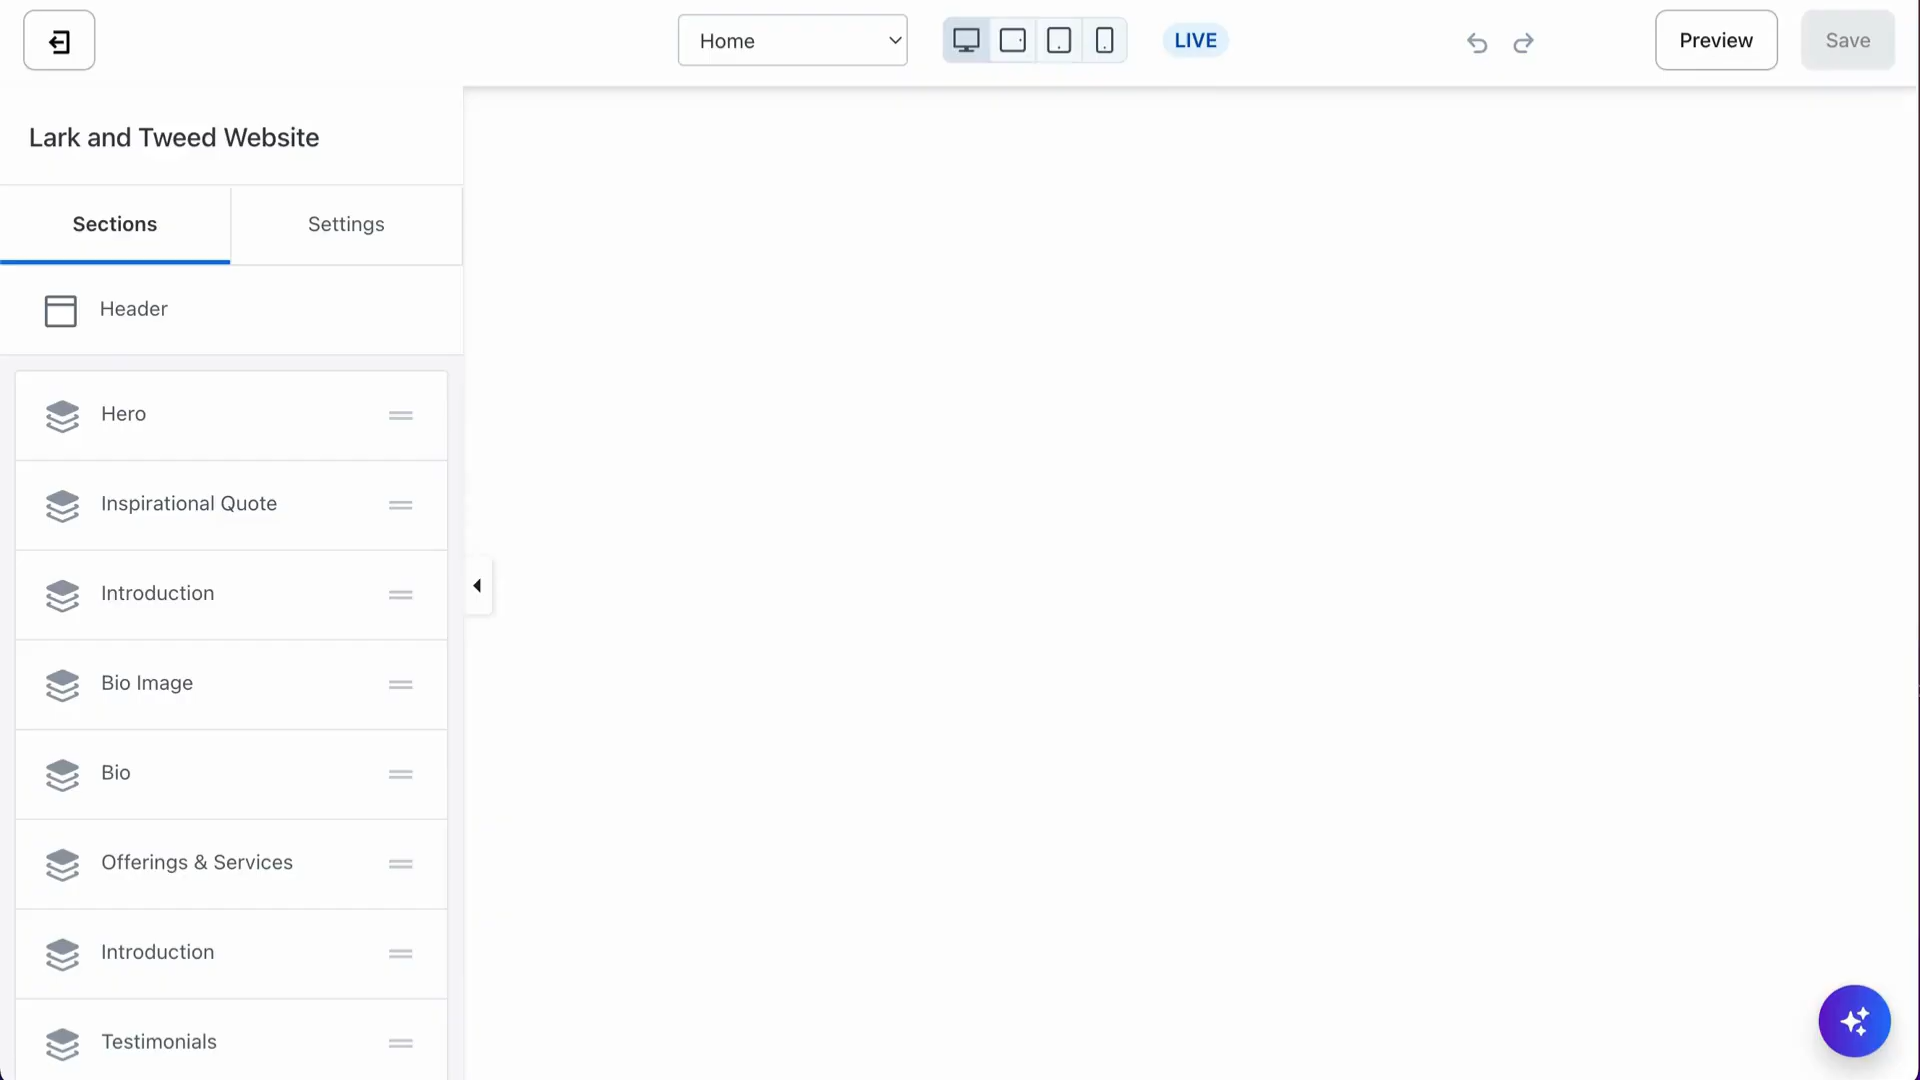 Home
LIVE
Preview
Save
Lark and Tweed Website
Sections
Settings
Header
Hero
Inspirational Quote
Introduction
Bio Image
Bio
Offerings & Services
Introduction
Testimonials